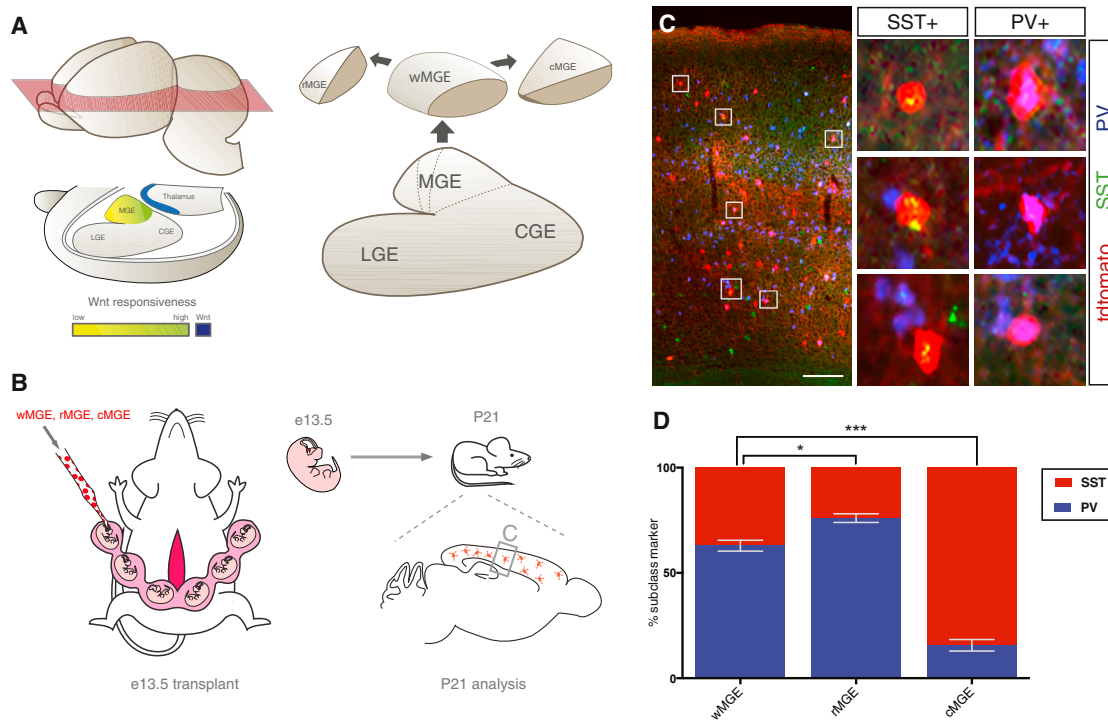 A
rMGE
wMGE
cMGE
MGE
LGE
CGE
Thalamus
MGE
LGE
CGE
Wnt responsiveness
low
high
Wnt
B
wMGE, rMGE, cMGE
e13.5
P21
C
e13.5 transplant
P21 analysis
C
SST+
PV+
tdtomato SST PV
D
***
*
100
50
0
% subclass marker
wMGE
rMGE
cMGE
SST
PV